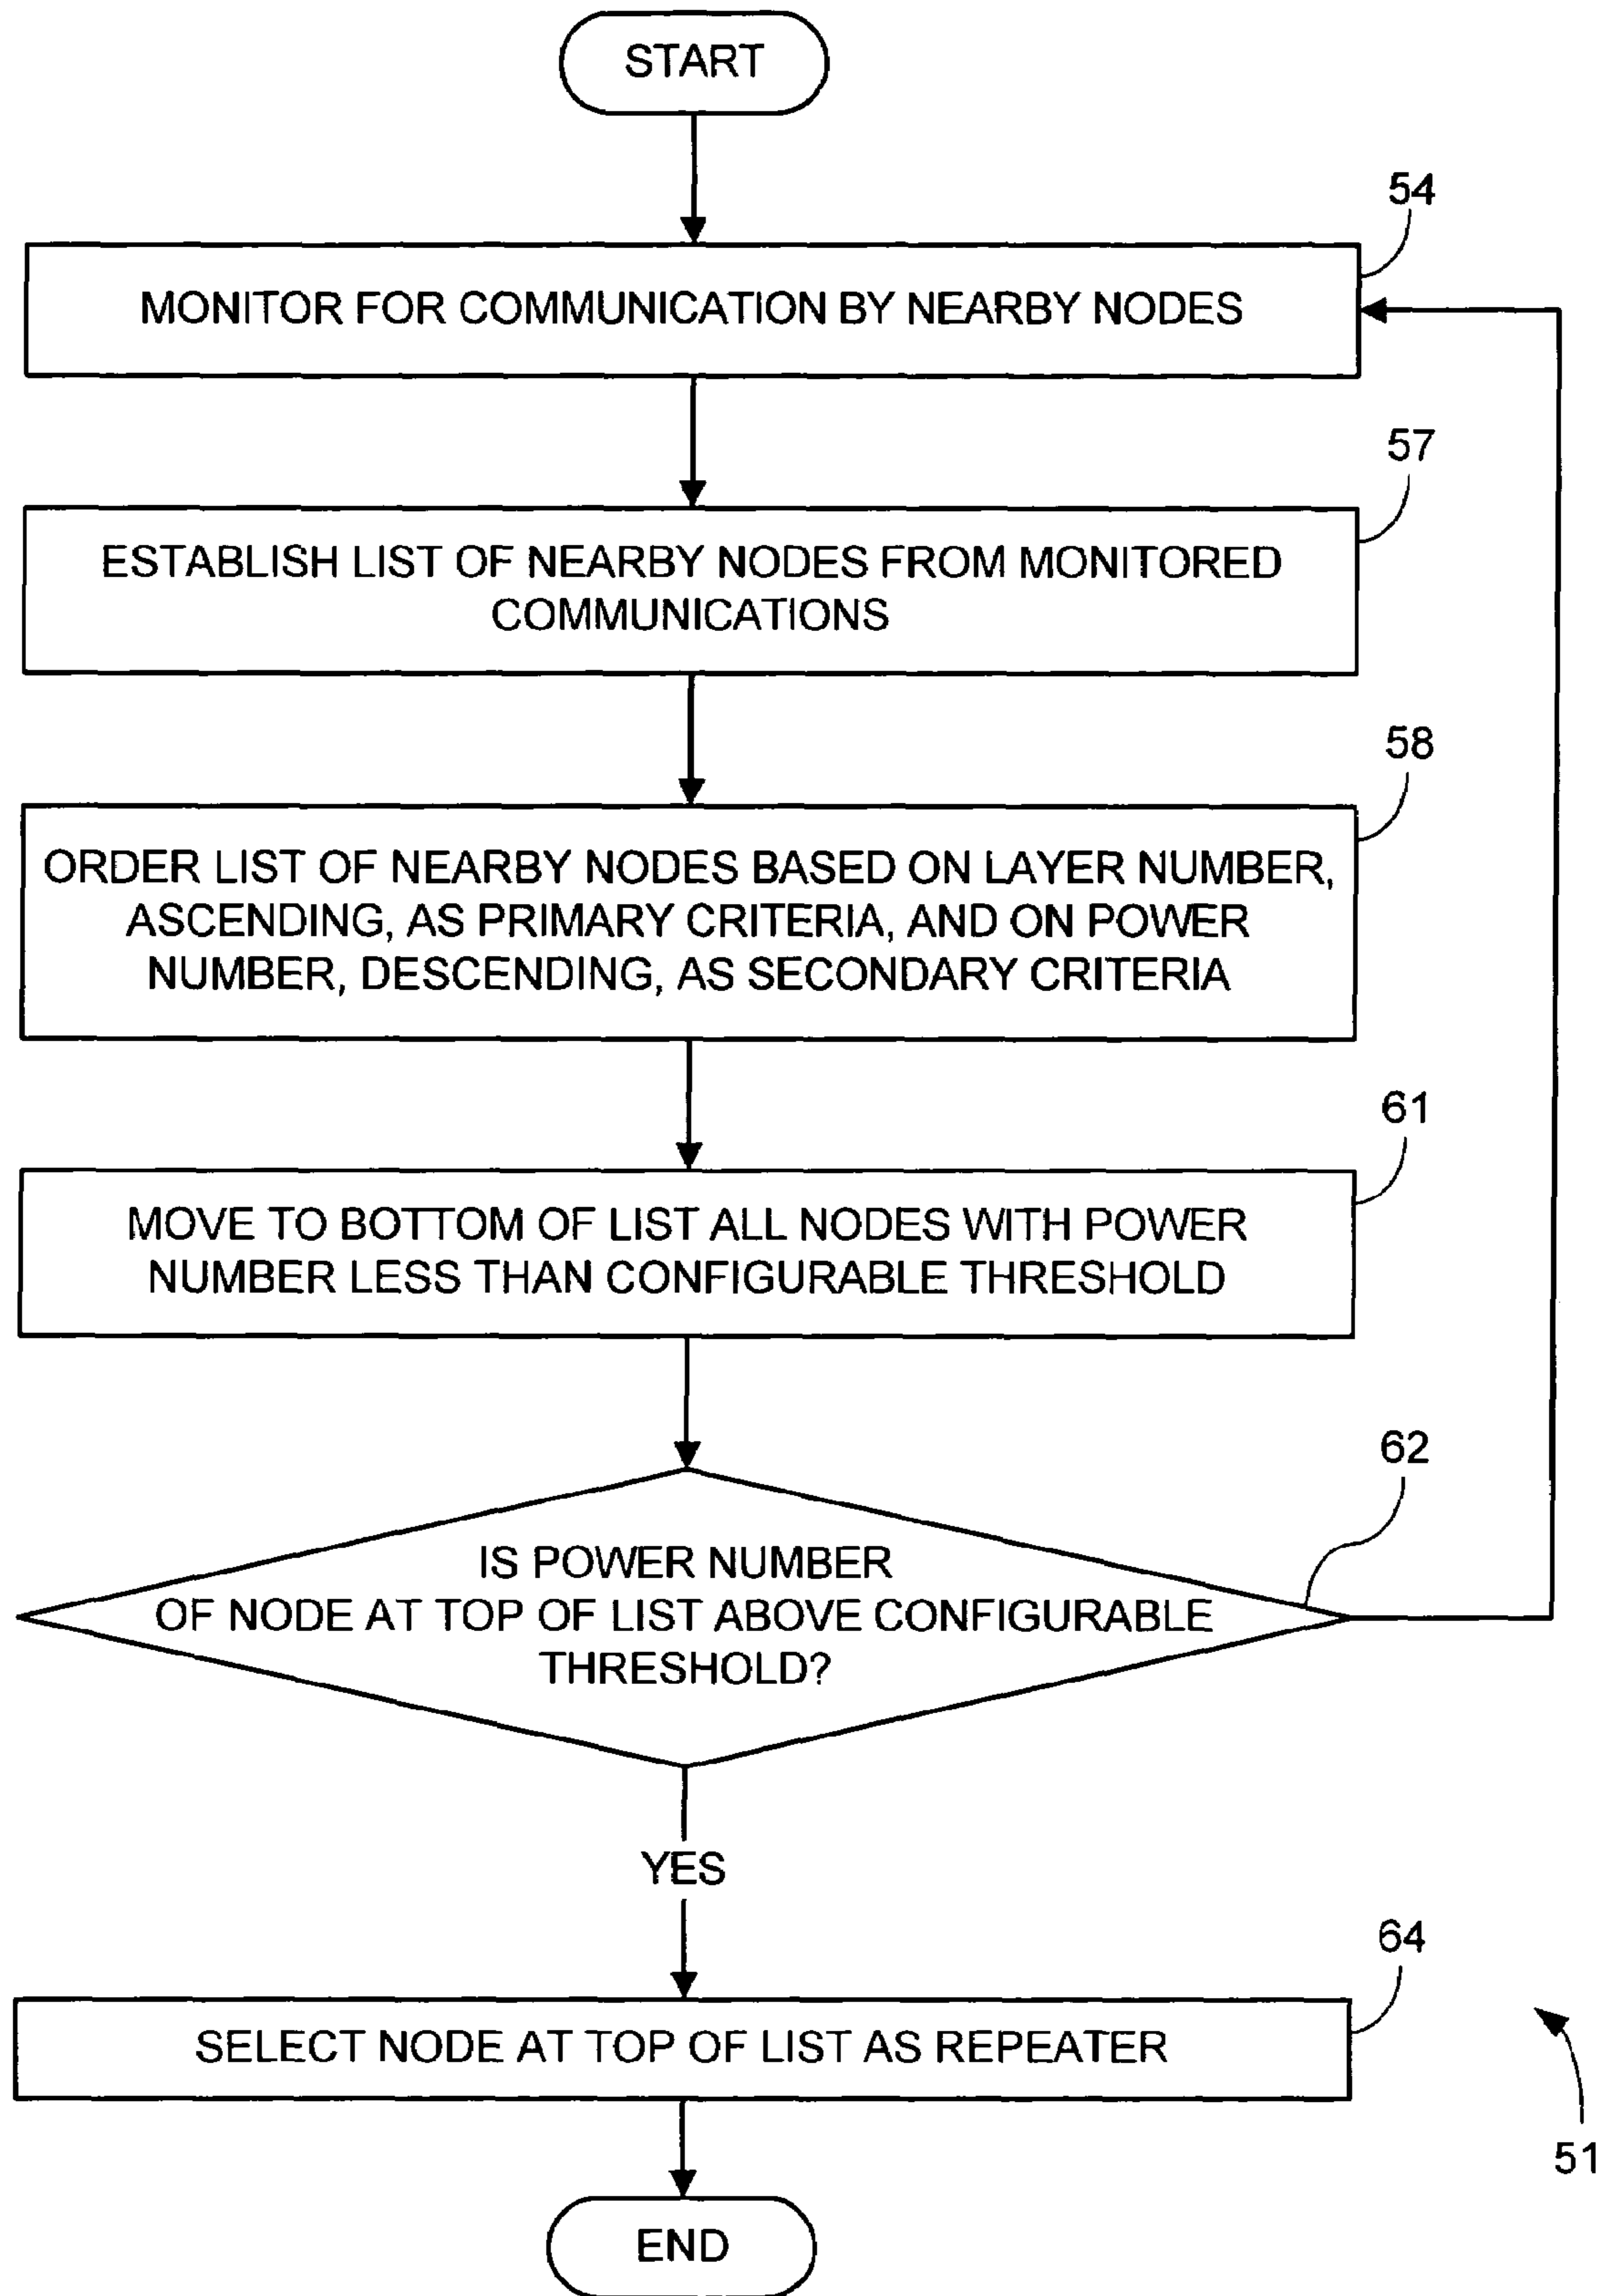 START
54
MONITOR FOR COMMUNICATION BY NEARBY NODES
57
ESTABLISH LIST OF NEARBY NODES FROM MONITORED
COMMUNICATIONS
58
ORDER LIST OF NEARBY NODES BASED ON LAYER NUMBER,
ASCENDING, AS PRIMARY CRITERIA, AND ON POWER
NUMBER, DESCENDING, AS SECONDARY CRITERIA
61
MOVE TO BOTTOM OF LIST ALL NODES WITH POWER
NUMBER LESS THAN CONFIGURABLE THRESHOLD
62
IS POWER NUMBER
OF NODE AT TOP OF LIST ABOVE CONFIGURABLE
THRESHOLD?
YES
64
SELECT NODE AT TOP OF LIST AS REPEATER
51
END